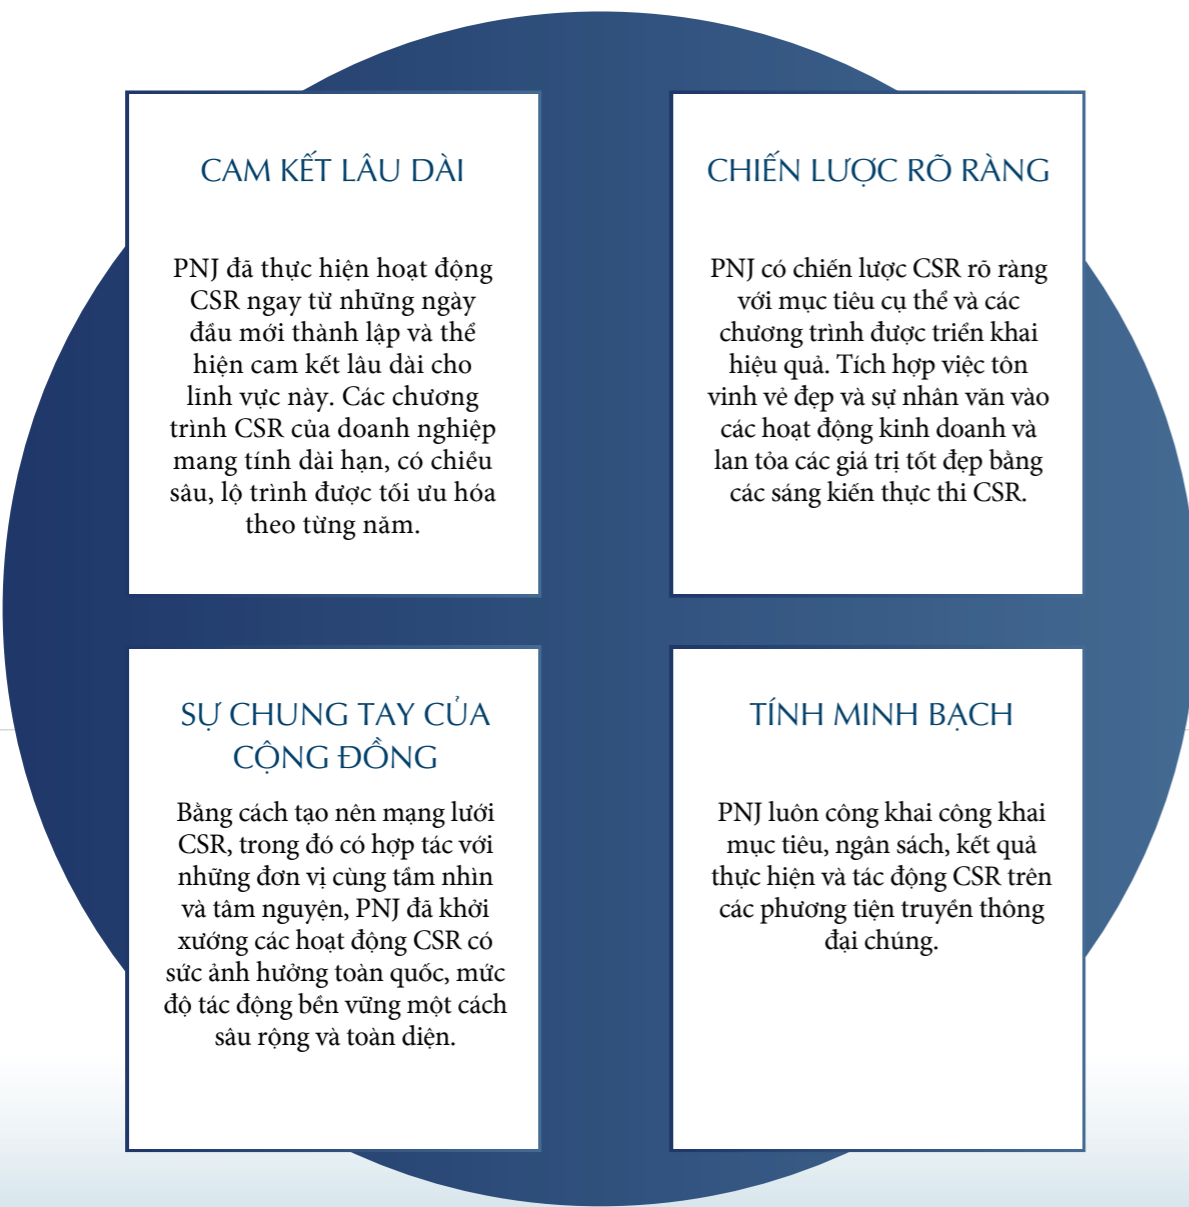 CAM KẾT LÂU DÀI
PNJ đã thực hiện hoạt động
CSR ngay từ những ngày
đầu mới thành lập và thể
hiện cam kết lâu dài cho
lĩnh vực này. Các chương
trình CSR của doanh nghiệp
mang tính dài hạn, có chiều
sâu, lộ trình được tối ưu hóa
theo từng năm.
CHIẾN LƯỢC RÕ RÀNG
PNJ có chiến lược CSR rõ ràng
với mục tiêu cụ thể và các
chương trình được triển khai
hiệu quả. Tích hợp việc tôn
vinh vẻ đẹp và sự nhân văn vào
các hoạt động kinh doanh và
lan tỏa các giá trị tốt đẹp bằng
các sáng kiến thực thi CSR.
SỰ CHUNG TAY CỦA
CỘNG ĐỒNG
Bằng cách tạo nên mạng lưới
CSR, trong đó có hợp tác với
những đơn vị cùng tầm nhìn
và tâm nguyện, PNJ đã khởi
xướng các hoạt động CSR có
sức ảnh hưởng toàn quốc, mức
độ tác động bền vững một cách
sâu rộng và toàn diện.
TÍNH MINH BẠCH
PNJ luôn công khai công khai
mục tiêu, ngân sách, kết quả
thực hiện và tác động CSR trên
các phương tiện truyền thông
đại chúng.